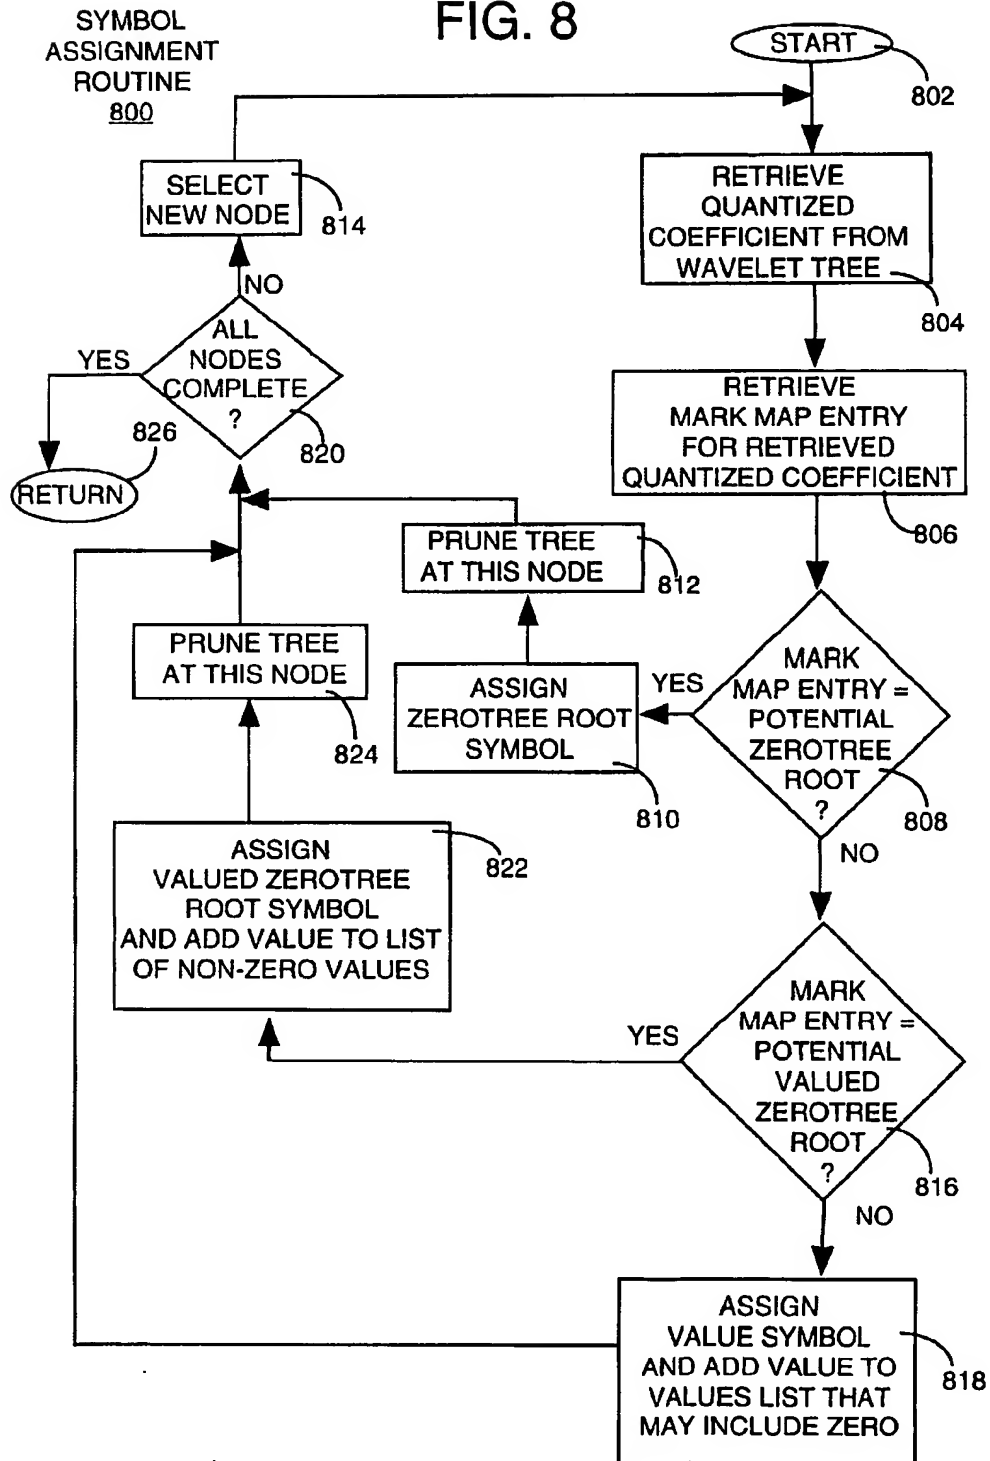 SYMBOL
ASSIGNMENT
ROUTINE
800
FIG. 8
START
802
RETRIEVE
QUANTIZED
COEFFICIENT FROM
WAVELET TREE
804
RETRIEVE
MARK MAP ENTRY
FOR RETRIEVED
QUANTIZED COEFFICIENT
806
MARK
MAP ENTRY =
POTENTIAL
ZEROTREE
ROOT
?
808
YES
NO
ASSIGN
ZEROTREE ROOT
SYMBOL
810
PRUNE TREE
AT THIS NODE
812
SELECT
NEW NODE
814
NO
ALL
NODES
COMPLETE
?
820
YES
RETURN
826
PRUNE TREE
AT THIS NODE
824
ASSIGN
VALUED ZEROTREE
ROOT SYMBOL
AND ADD VALUE TO LIST
OF NON-ZERO VALUES
822
MARK
MAP ENTRY =
POTENTIAL
VALUED
ZEROTREE
ROOT
?
816
YES
NO
ASSIGN
VALUE SYMBOL
AND ADD VALUE TO
VALUES LIST THAT
MAY INCLUDE ZERO
818